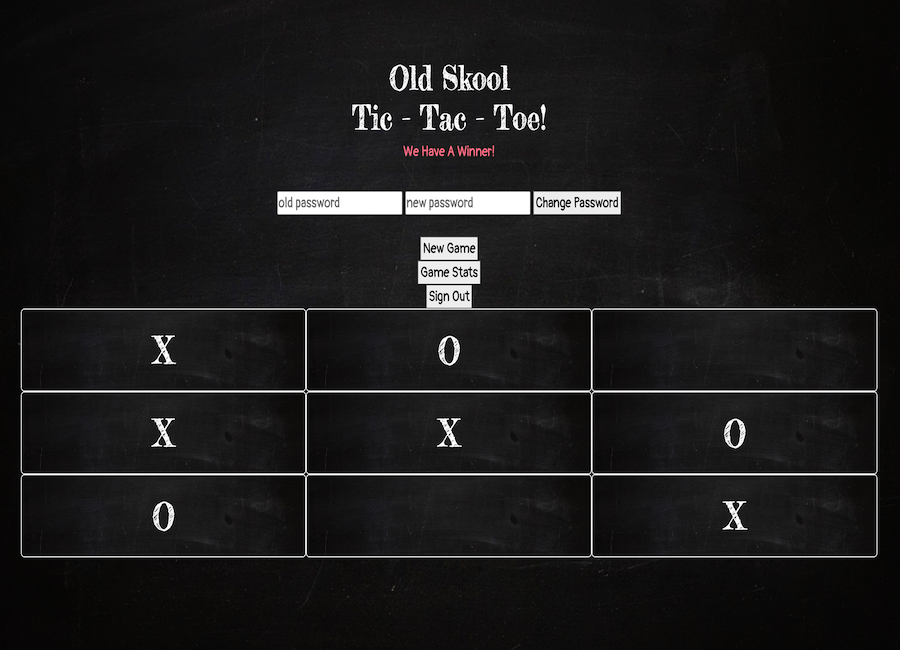 Old Skool
Tic - Tac - Toe!
We Have A Winner!
old password new password Change Password
New Game
Game Stats
Sign Out
X O
X X O
O X